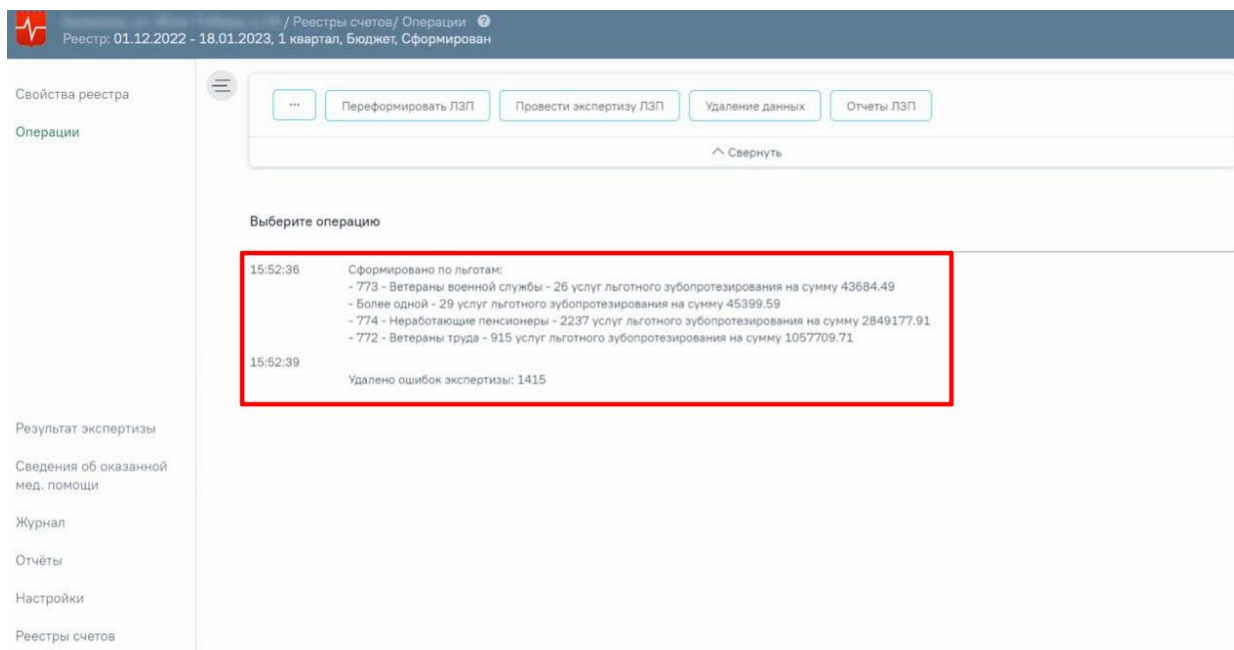 / Реестры счетов/ Операции ?
Реестр: 01.12.2022 - 18.01.2023, 1 квартал, Бюджет, Сформирован
Свойства реестра
Операции
... Переформировать ЛЗП Провести экспертизу ЛЗП Удаление данных Отчеты ЛЗП
Свернуть
Выберите операцию
15:52:36 Сформировано по льготам:
- 773 - Ветераны военной службы - 26 услуг льготного зубопротезирования на сумму 43684.49
- Более одной - 29 услуг льготного зубопротезирования на сумму 45399.59
- 774 - Неработающие пенсионеры - 2237 услуг льготного зубопротезирования на сумму 2849177.91
- 772 - Ветераны труда - 915 услуг льготного зубопротезирования на сумму 1057709.71
15:52:39
Удалено ошибок экспертизы: 1415
Результат экспертизы
Сведения об оказанной
мед. помощи
Журнал
Отчёты
Настройки
Реестры счетов